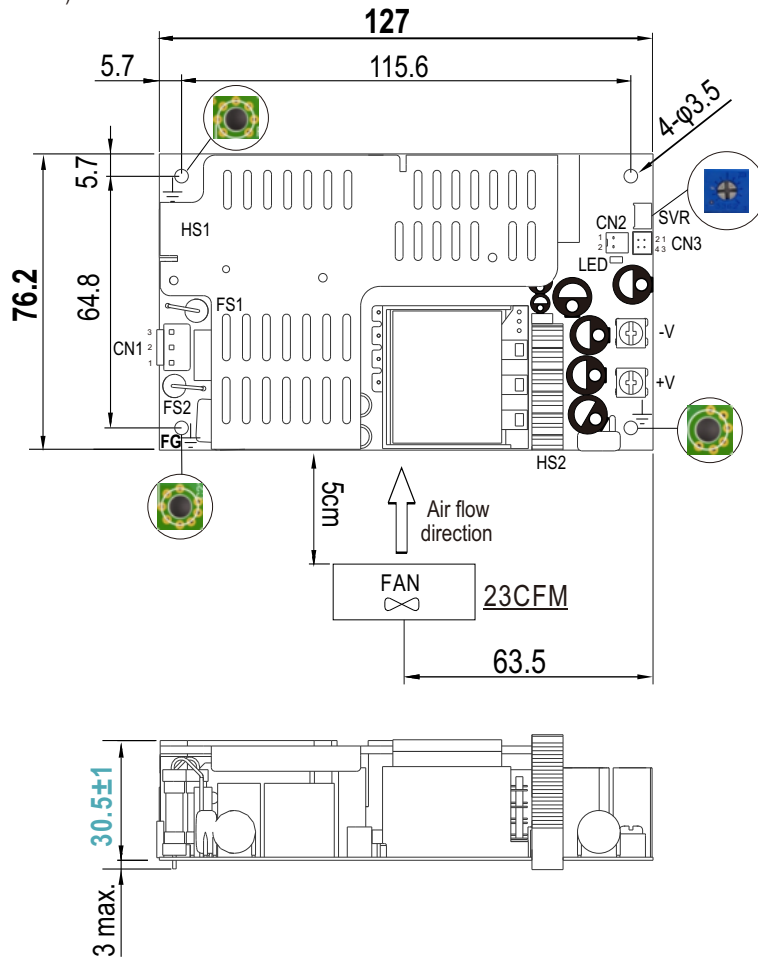 127
5.7
115.6
4-φ3.5
5.7
76.2
64.8
HS1
SVR
CN2
1
2
2 1
4 3
CN3
LED
FS1
CN1
3
2
1
-V
+V
FS2
FG
HS2
5cm
Air flow
direction
FAN
23CFM
63.5
30.5±1
3 max.